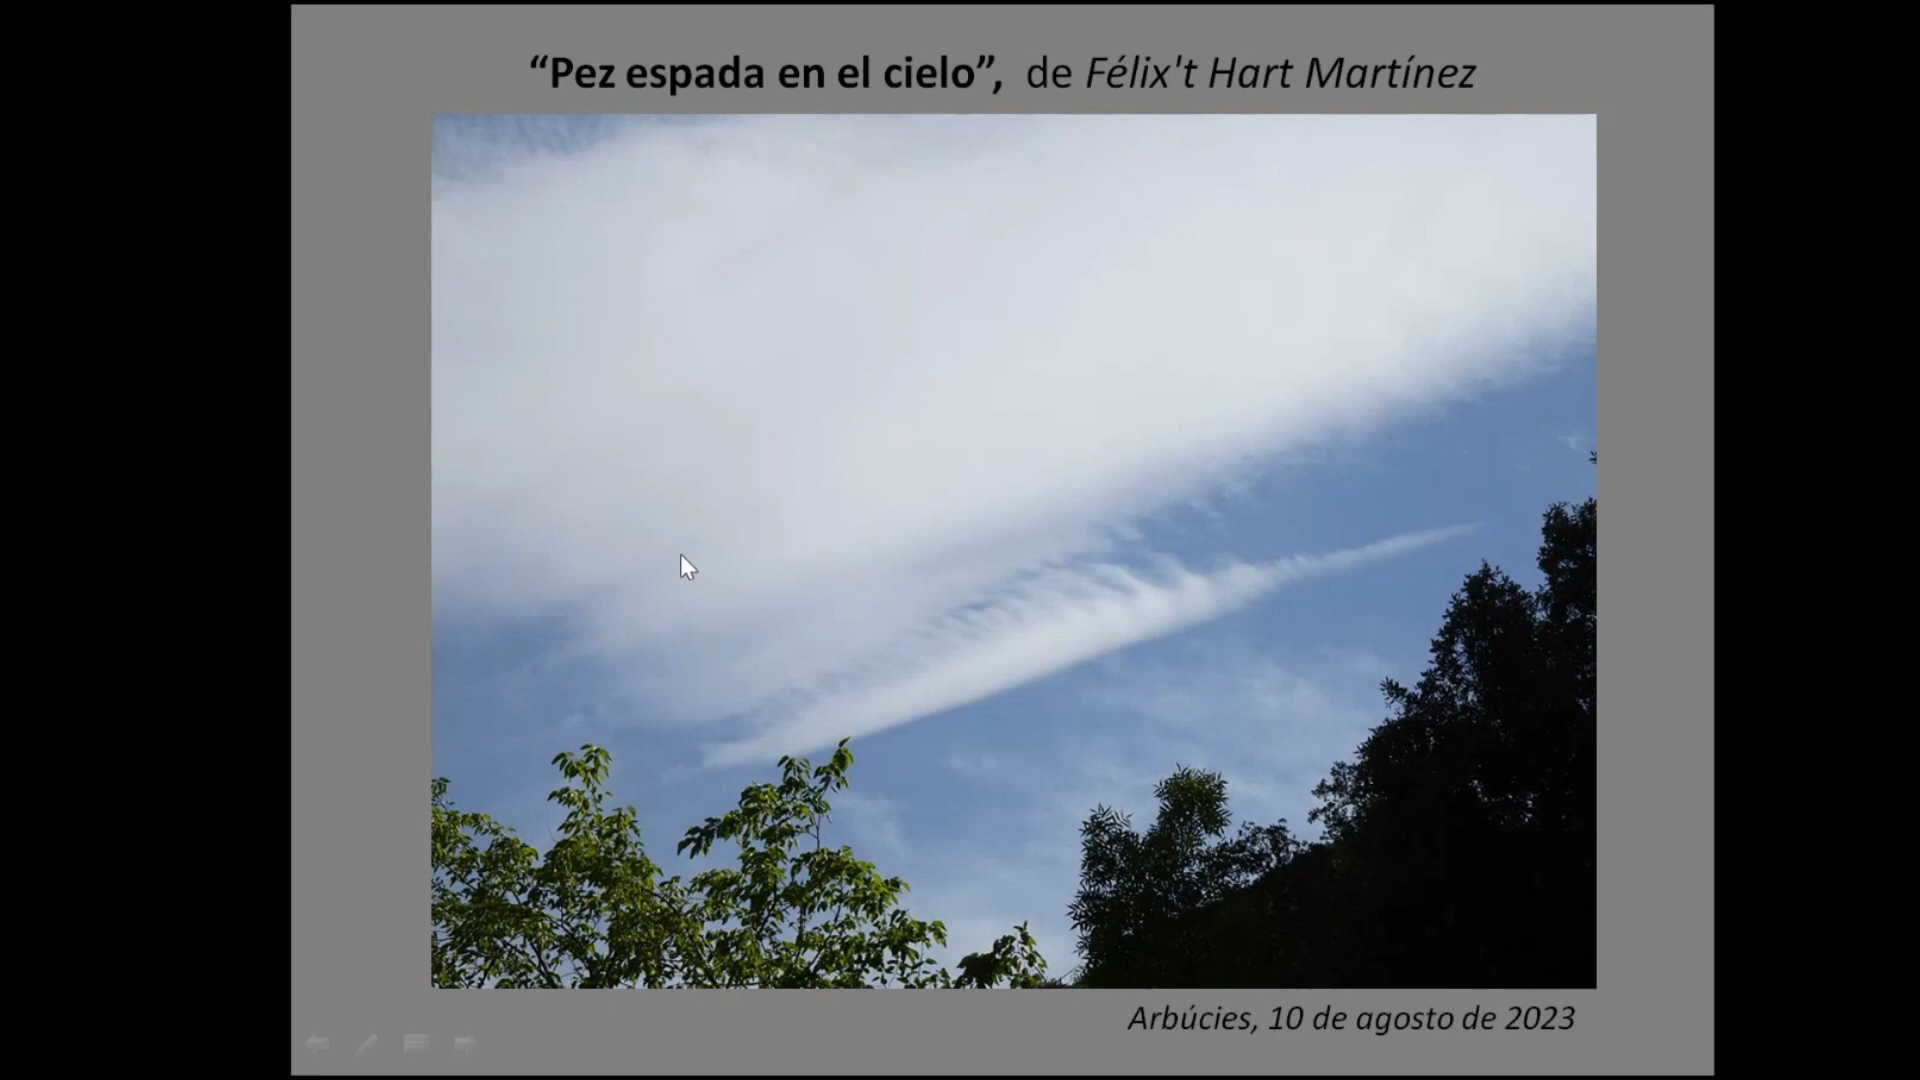 “Pez espada en el cielo”, de Félix't Hart Martínez
Arbúcies, 10 de agosto de 2023